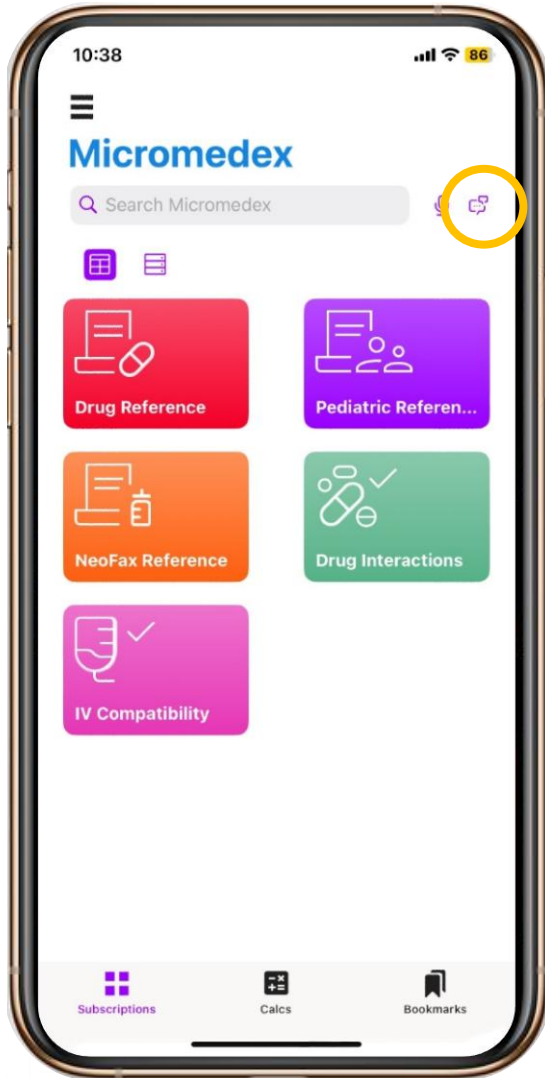 10:38
86
Micromedex
Search Micromedex
Drug Reference
Pediatric Referen...
NeoFax Reference
Drug Interactions
IV Compatibility
Subscriptions
Calcs
Bookmarks